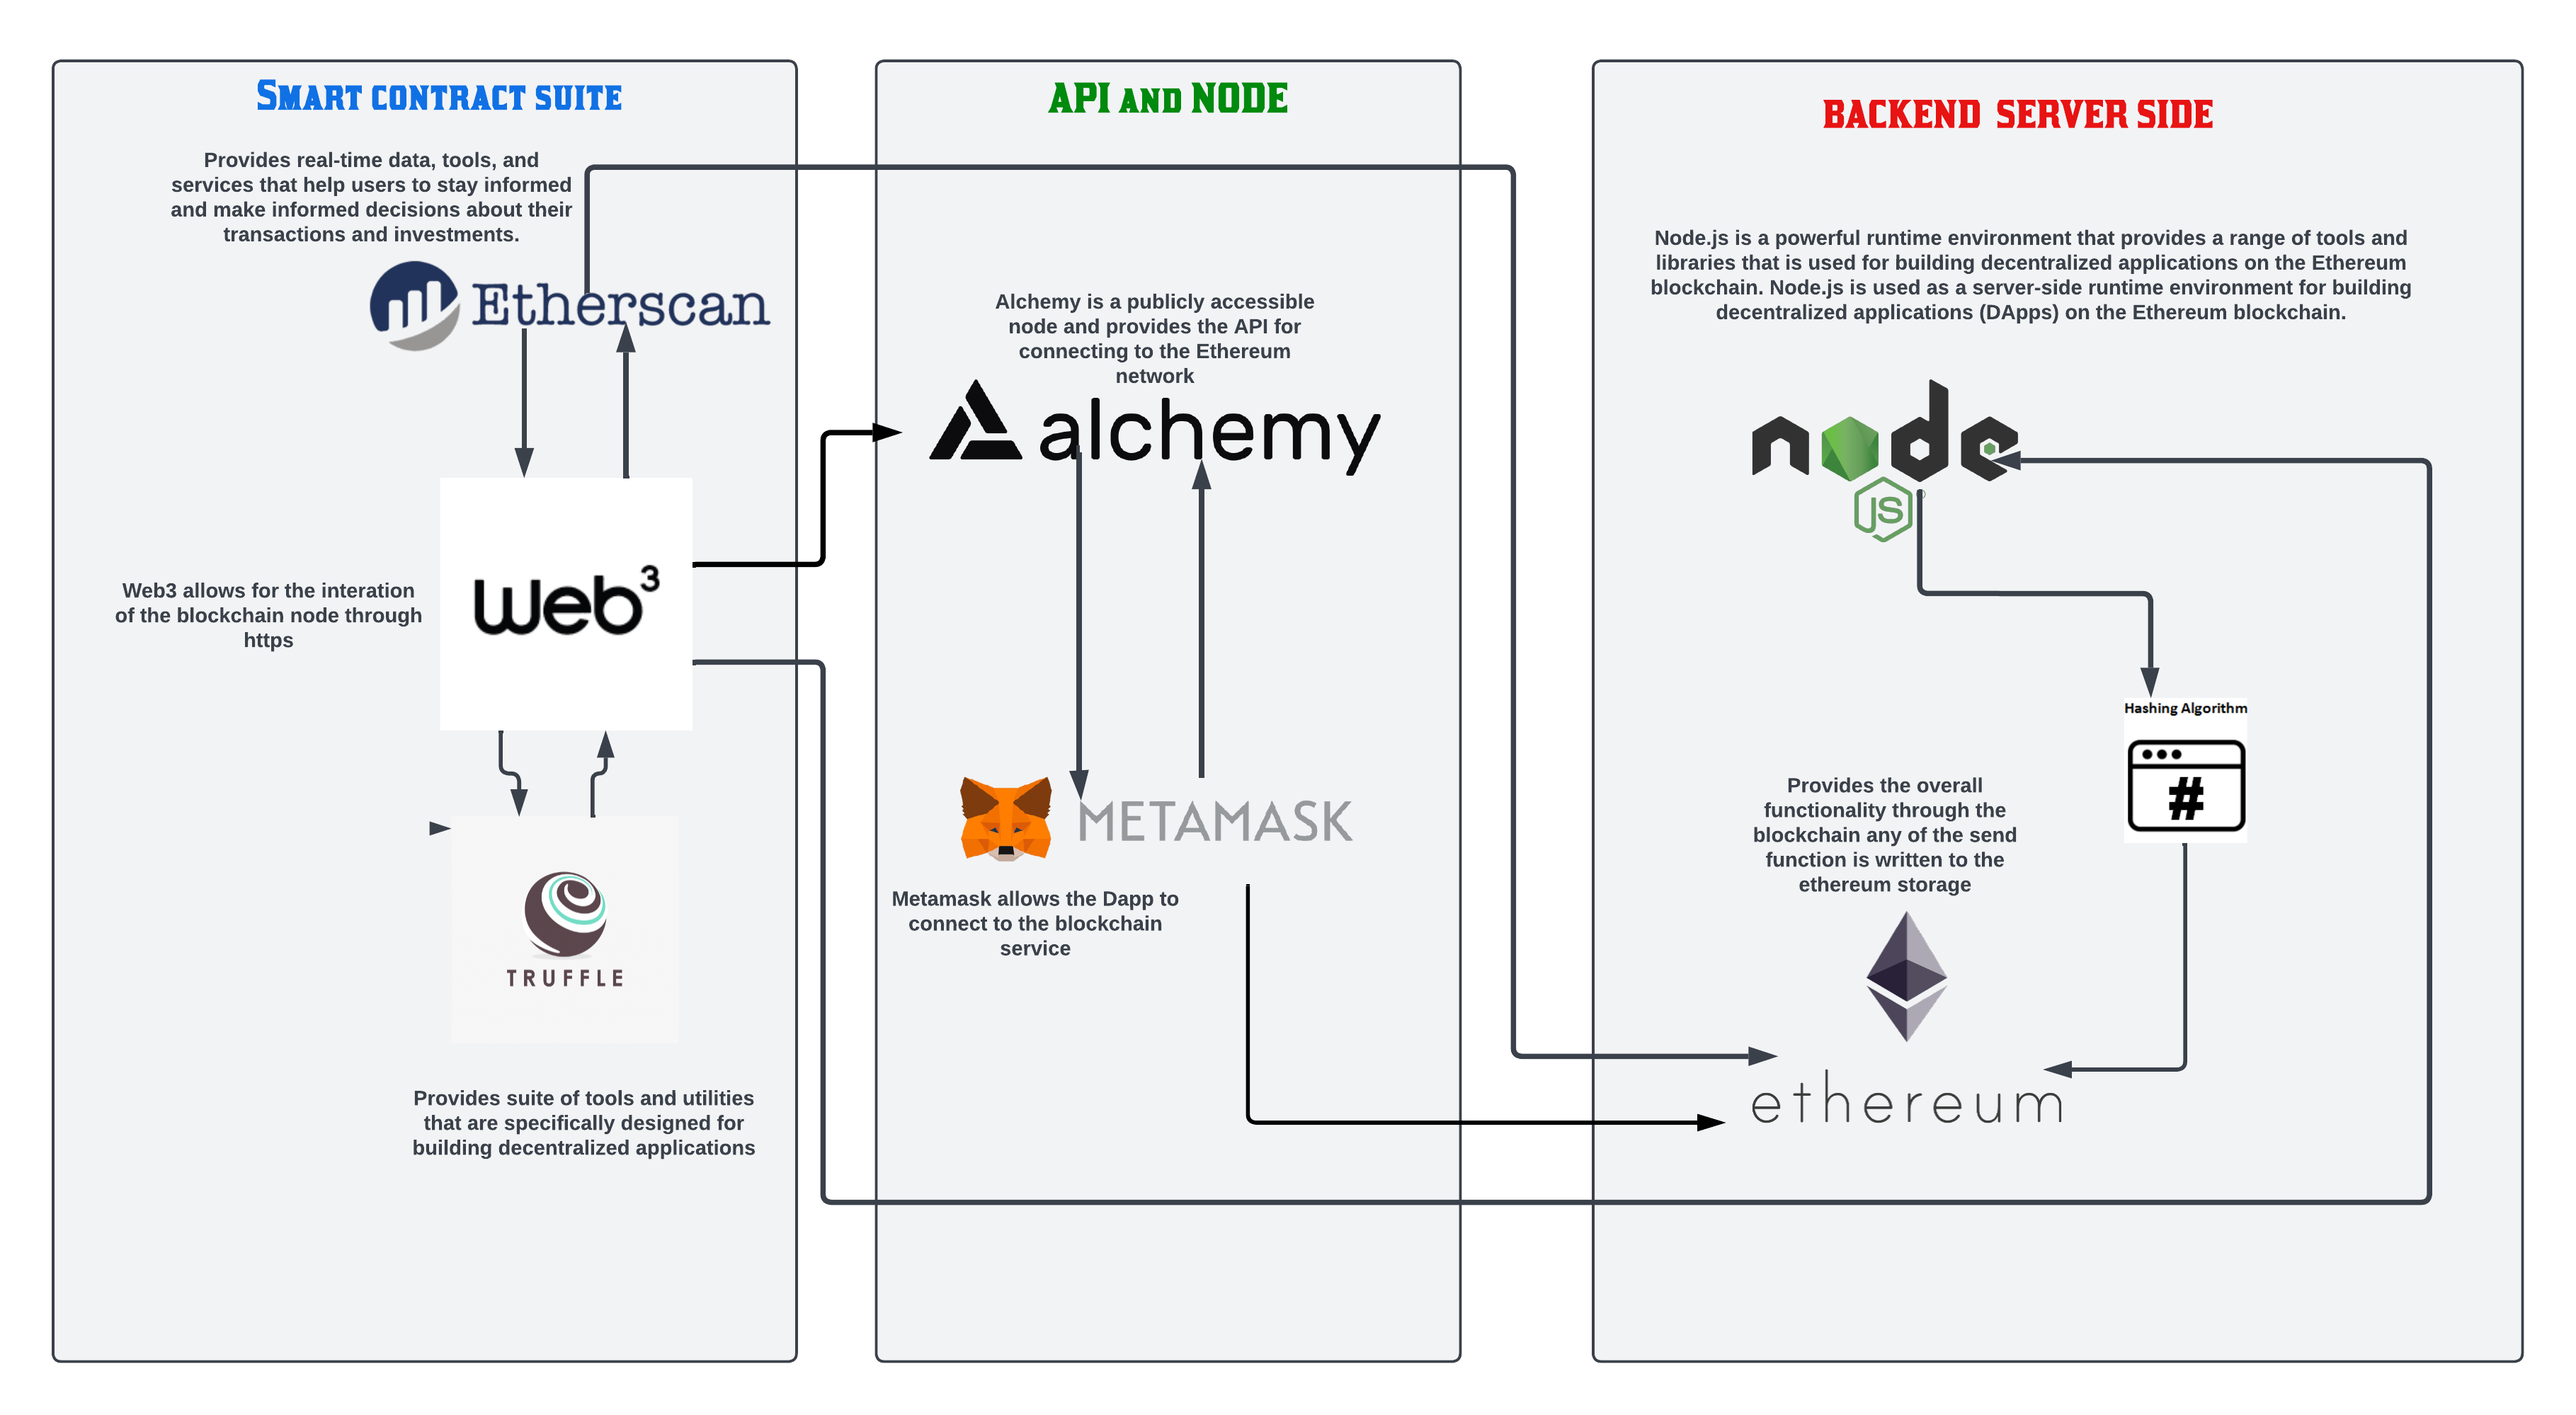 SMART CONTRACT SUITE
Provides real-time data, tools, and
services that help users to stay informed
and make informed decisions about their
transactions and investments.
Etherscan
Web3 allows for the interation
of the blockchain node through
https
web3
TRUFFLE
Provides suite of tools and utilities
that are specifically designed for
building decentralized applications
API AND NODE
Alchemy is a publicly accessible
node and provides the API for
connecting to the Ethereum
network
alchemy
METAMASK
Metamask allows the Dapp to
connect to the blockchain
service
BACKEND SERVER SIDE
Node.js is a powerful runtime environment that provides a range of tools and
libraries that is used for building decentralized applications on the Ethereum
blockchain. Node.js is used as a server-side runtime environment for building
decentralized applications (DApps) on the Ethereum blockchain.
node
JS
Hashing Algorithm
#
Provides the overall
functionality through the
blockchain any of the send
function is written to the
ethereum storage
ethereum